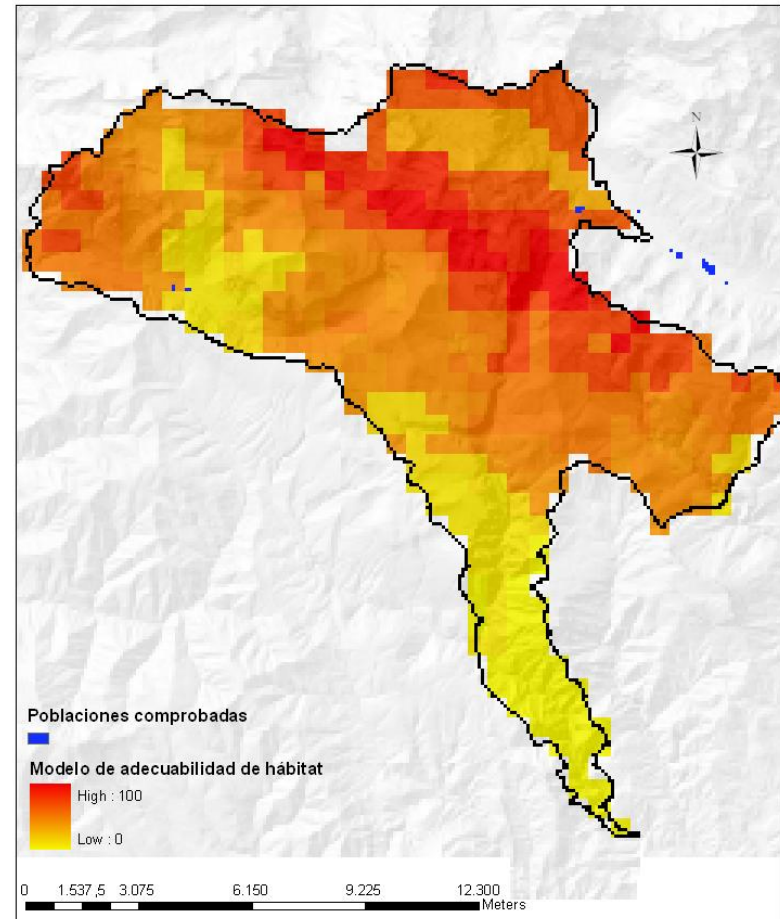 N
Poblaciones comprobadas
Modelo de adecuabilidad de hábitat
High : 100
Low : 0
0 1.537,5 3.075 6.150 9.225 12.300
Meters